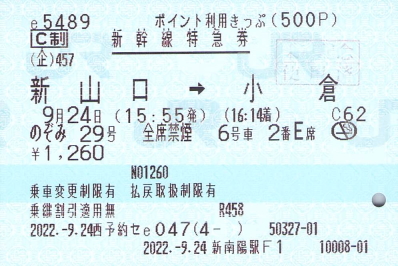 e5489 ポイント利用きっぷ(500P)
C制 新幹線特急券
(企)457
新山口 → 小倉
9月24日 (15:55発) (16:14着) C62
のぞみ 29号 全席禁煙 6号車 2番E席
¥1,260
N01260
乗車変更制限有 払戻取扱制限有
乗継割引適用無 R458
2022.-9.24西予約セe047(4- ) 50327-01
2022.-9.24 新南陽駅F1 10008-01